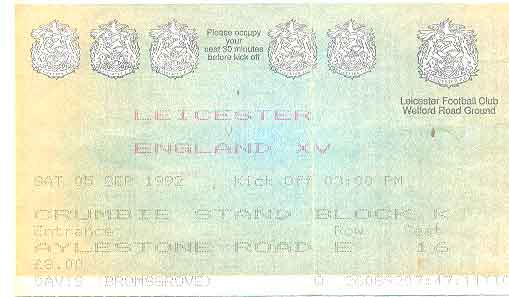 Please occupy
your
seat 30 minutes
before kick off
Leicester Football Club
Welford Road Ground
LEICESTER
ENGLAND XV
SAT 05 SEP 1992 Kick Off 03:00 PM
CRUMBIE STAND BLOCK K
Entrance Row Seat
AYLESTONE ROAD E 16
£8.00
BROMSGROVE)